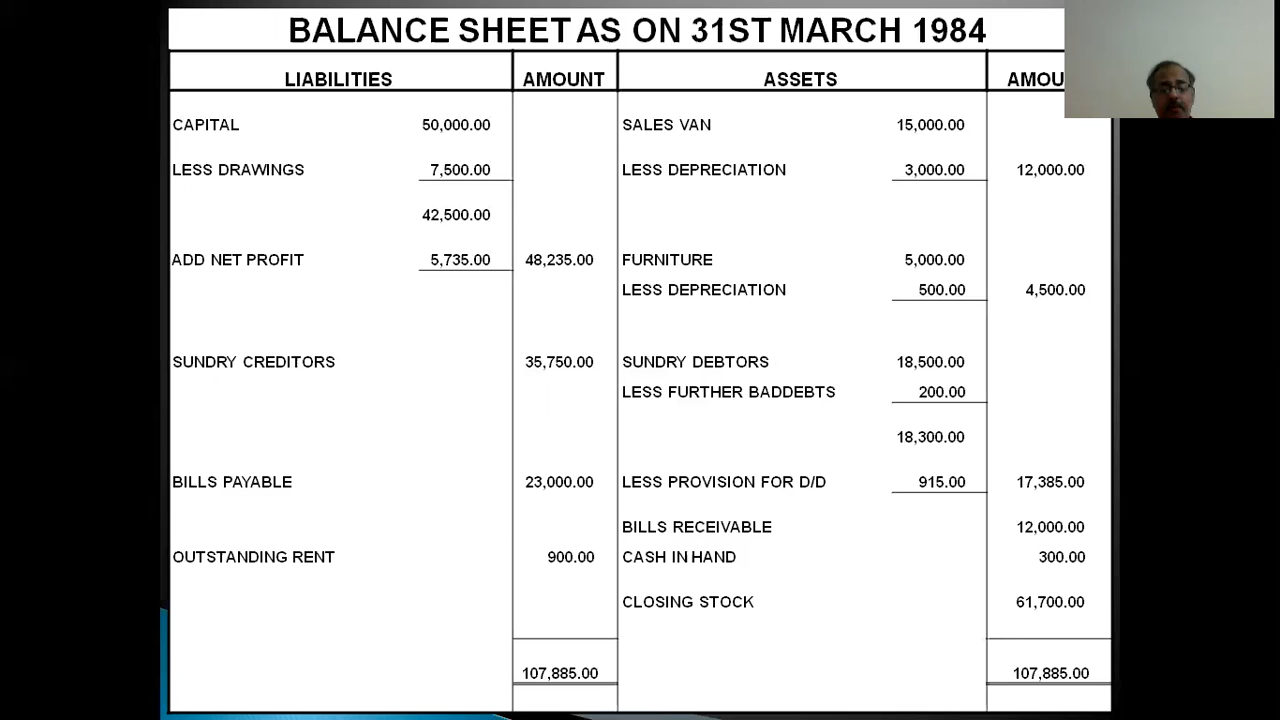 BALANCE SHEET AS ON 31ST MARCH 1984
LIABILITIES AMOUNT ASSETS AMOU
CAPITAL 50,000.00 SALES VAN 15,000.00
LESS DRAWINGS 7,500.00 LESS DEPRECIATION 3,000.00 12,000.00
42,500.00
ADD NET PROFIT 5,735.00 48,235.00 FURNITURE 5,000.00
LESS DEPRECIATION 500.00 4,500.00
SUNDRY CREDITORS 35,750.00 SUNDRY DEBTORS 18,500.00
LESS FURTHER BADDEBTS 200.00
18,300.00
BILLS PAYABLE 23,000.00 LESS PROVISION FOR D/D 915.00 17,385.00
BILLS RECEIVABLE 12,000.00
OUTSTANDING RENT 900.00 CASH IN HAND 300.00
CLOSING STOCK 61,700.00
107,885.00 107,885.00